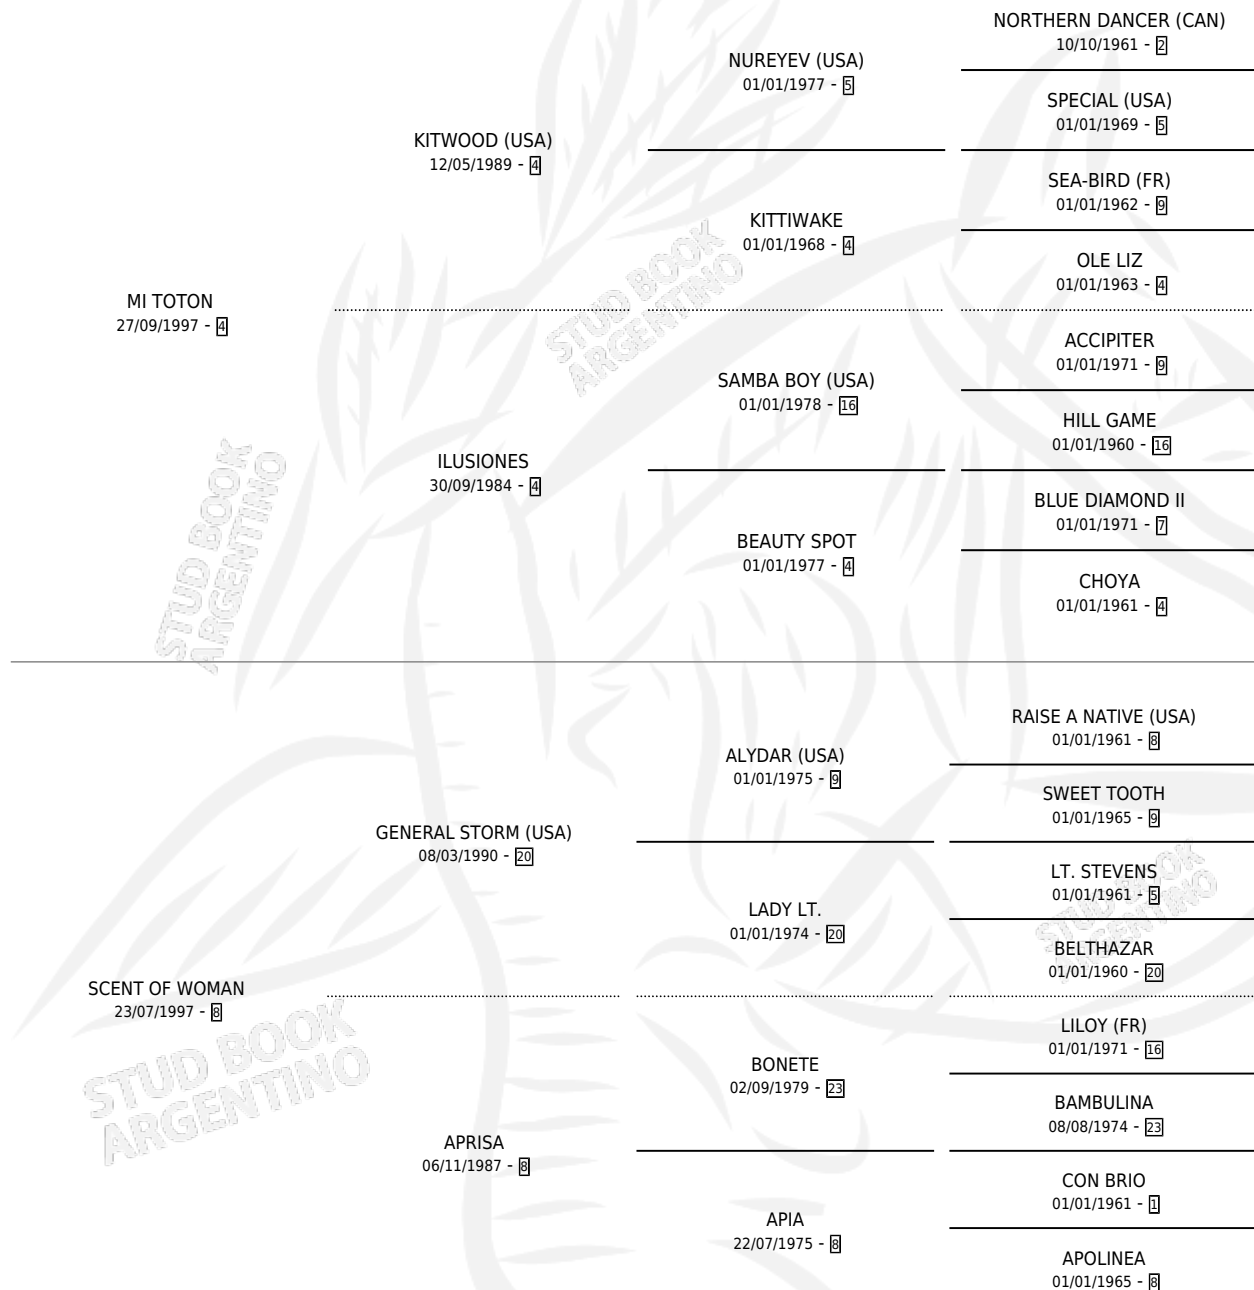 NORTHERN DANCER (CAN)
10/10/1961 - 2
NUREYEV (USA)
01/01/1977 - 5
SPECIAL (USA)
01/01/1969 - 5
KITWOOD (USA)
12/05/1989 - 4
SEA-BIRD (FR)
01/01/1962 - 9
KITTIWAKE
01/01/1968 - 4
OLE LIZ
01/01/1963 - 4
MI TOTON
27/09/1997 - 4
ACCIPITER
01/01/1971 - 9
SAMBA BOY (USA)
01/01/1978 - 16
HILL GAME
01/01/1960 - 16
ILUSIONES
30/09/1984 - 4
BLUE DIAMOND II
01/01/1971 - 7
BEAUTY SPOT
01/01/1977 - 4
CHOYA
01/01/1961 - 4
RAISE A NATIVE (USA)
01/01/1961 - 8
ALYDAR (USA)
01/01/1975 - 9
SWEET TOOTH
01/01/1965 - 9
GENERAL STORM (USA)
08/03/1990 - 20
LT. STEVENS
01/01/1961 - 5
LADY LT.
01/01/1974 - 20
BELTHAZAR
01/01/1960 - 20
SCENT OF WOMAN
23/07/1997 - 8
LILOY (FR)
01/01/1971 - 16
BONETE
02/09/1979 - 23
BAMBULINA
08/08/1974 - 23
APRISA
06/11/1987 - 8
CON BRIO
01/01/1961 - 1
APIA
22/07/1975 - 8
APOLINEA
01/01/1965 - 8
STUD BOOK
ARGENTINO
STUD BOOK
ARGENTINO
STUD BOOK
ARGENTINO
STUD BOOK
ARGENTINO